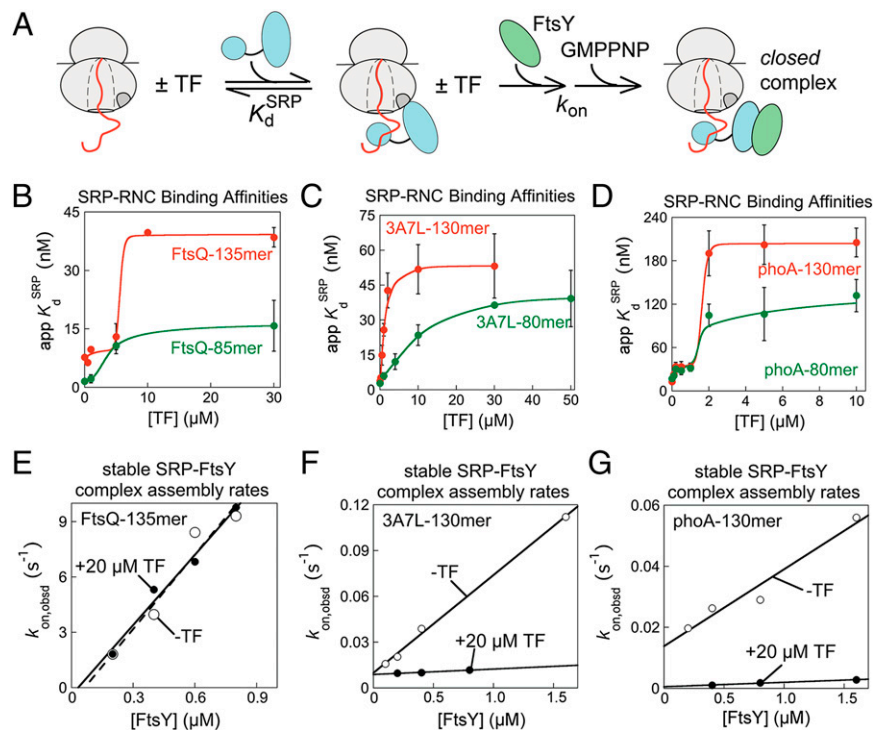 A
± TF
K_d^SRP
± TF
FtsY
k_on
GMPPNP
closed
complex
B
SRP-RNC Binding Affinities
app K_d^SRP (nM)
45
30
15
0
FtsQ-135mer
FtsQ-85mer
0 10 20 30
[TF] (µM)
C
SRP-RNC Binding Affinities
app K_d^SRP (nM)
75
60
45
30
15
0
3A7L-130mer
3A7L-80mer
0 10 20 30 40 50
[TF] (µM)
D
SRP-RNC Binding Affinities
app K_d^SRP (nM)
240
180
120
60
0
phoA-130mer
phoA-80mer
0 2 4 6 8 10
[TF] (µM)
E
stable SRP-FtsY
complex assembly rates
k_on,obsd (s⁻¹)
9
6
3
0
FtsQ-135mer
+20 µM TF
-TF
0 0.3 0.6 0.9
[FtsY] (µM)
F
stable SRP-FtsY
complex assembly rates
k_on,obsd (s⁻¹)
0.12
0.09
0.06
0.03
0
3A7L-130mer
-TF
+20 µM TF
0 0.5 1.0 1.5
[FtsY] (µM)
G
stable SRP-FtsY
complex assembly rates
k_on,obsd (s⁻¹)
0.06
0.04
0.02
0
phoA-130mer
-TF
+20 µM TF
0 0.5 1.0 1.5
[FtsY] (µM)